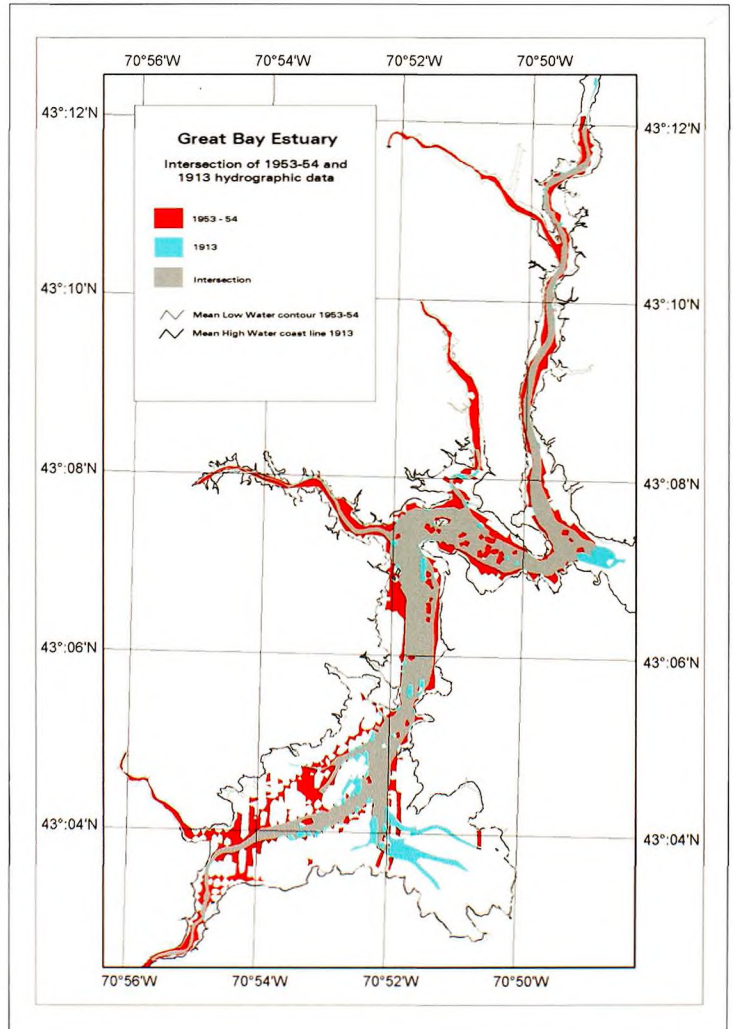 70°56'W 70°54'W 70°52'W 70°50'W
43°:12'N
43°:12'N
Great Bay Estuary
Intersection of 1953-54 and
1913 hydrographic data
1953 - 54
1913
Intersection
Mean Low Water contour 1953-54
Mean High Water coast line 1913
43°:10'N
43°:10'N
43°:08'N
43°:08'N
43°:06'N
43°:06'N
43°:04'N
43°:04'N
70°56'W 70°54'W 70°52'W 70°50'W